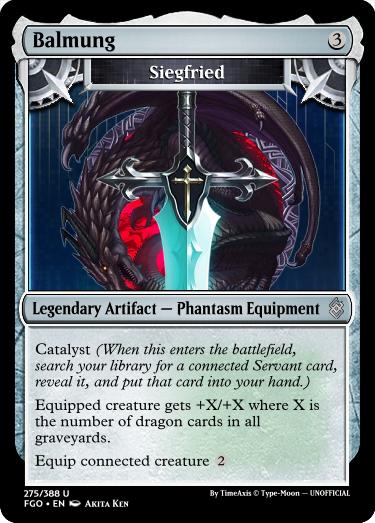 Balmung 3
Siegfried
Legendary Artifact — Phantasm Equipment
Catalyst (When this enters the battlefield,
search your library for a connected Servant card,
reveal it, and put that card into your hand.)
Equipped creature gets +X/+X where X is
the number of dragon cards in all
graveyards.
Equip connected creature 2
275/388 U
FGO • EN Akita Ken
By TimeAxis © Type-Moon — UNOFFICIAL